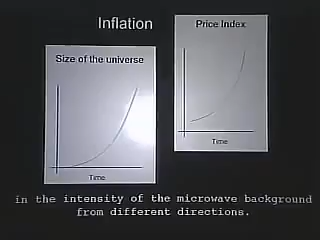 Inflation
Price Index
Size of the universe
Time
Time
in the intensity of the microwave background
from different directions.